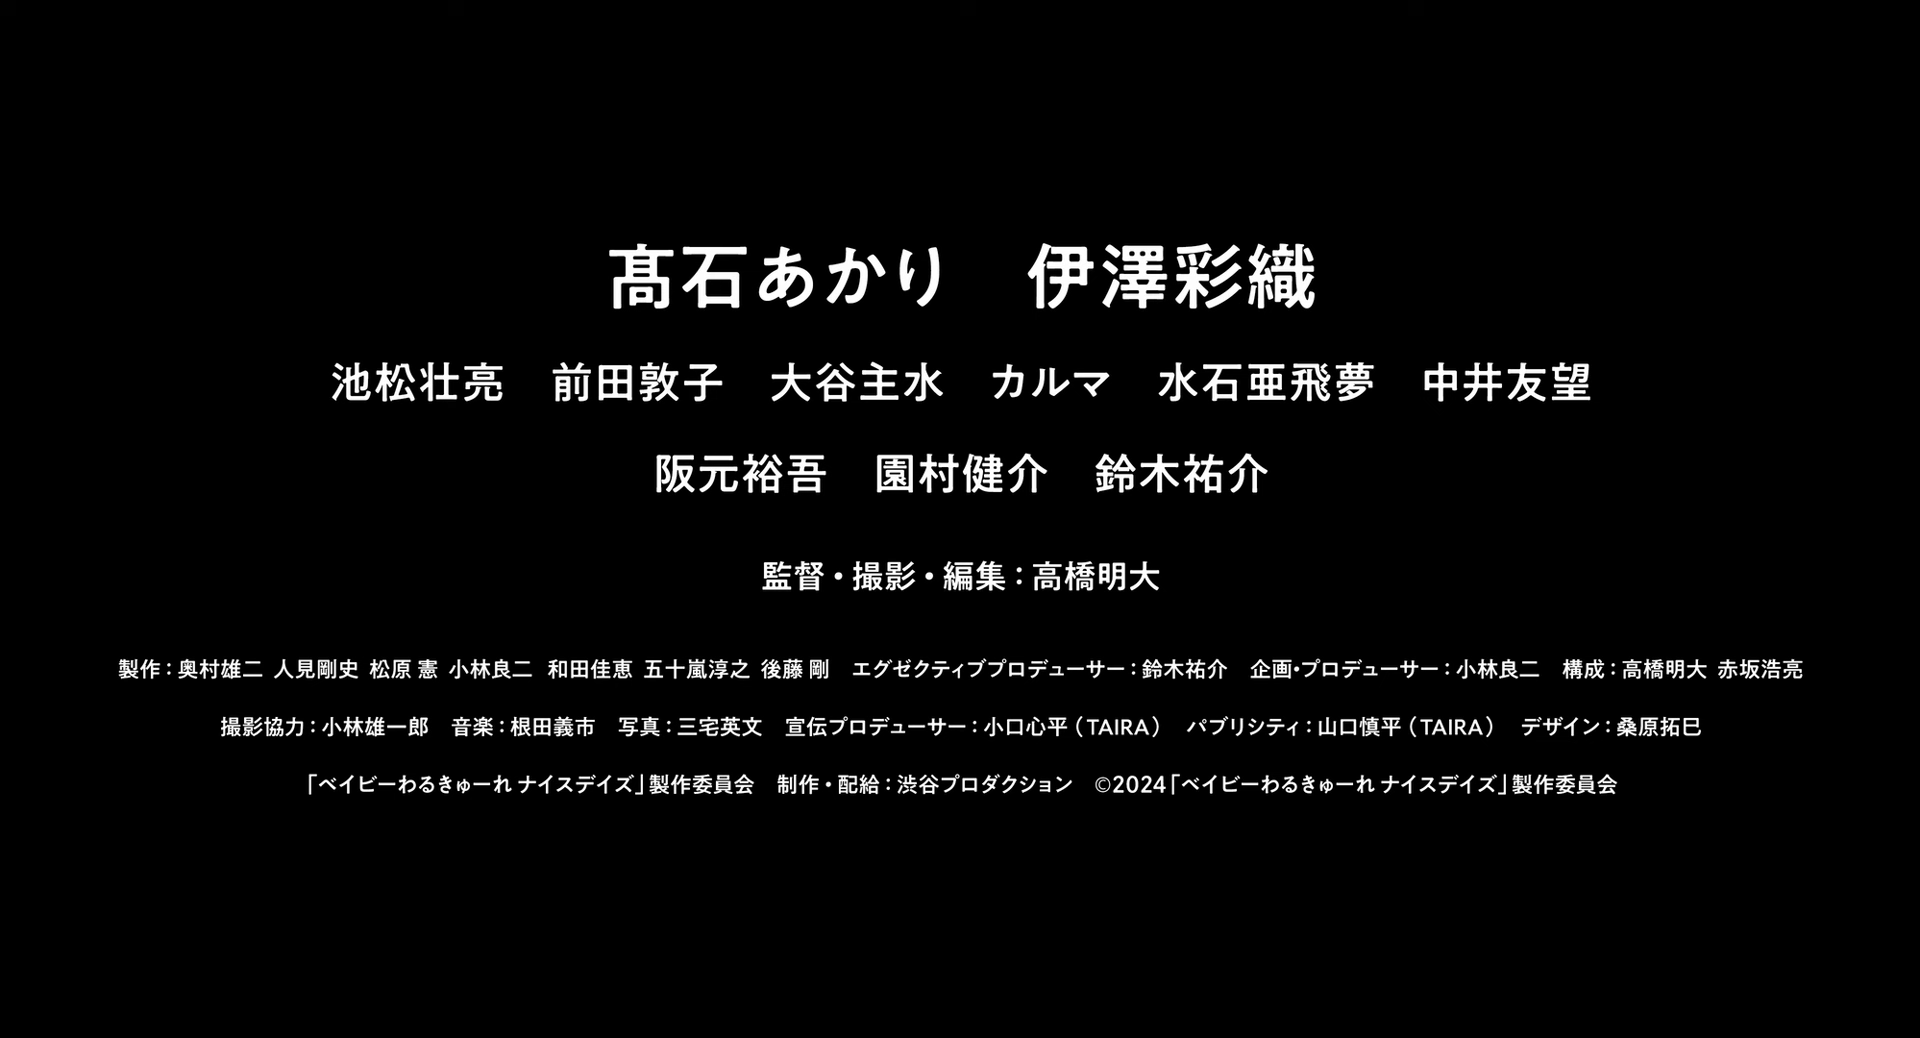 髙石あかり　伊澤彩織
池松壮亮　前田敦子　大谷主水　カルマ　水石亜飛夢　中井友望
阪元裕吾　園村健介　鈴木祐介
監督・撮影・編集：高橋明大
製作：奥村雄二 人見剛史 松原 憲 小林良二 和田佳恵 五十嵐淳之 後藤 剛　エグゼクティブプロデューサー：鈴木祐介　企画・プロデューサー：小林良二　構成：高橋明大 赤坂浩亮
撮影協力：小林雄一郎　音楽：根田義市　写真：三宅英文　宣伝プロデューサー：小口心平（TAIRA）　パブリシティ：山口慎平（TAIRA）　デザイン：桑原拓巳
「ベイビーわるきゅーれ ナイスデイズ」製作委員会　制作・配給：渋谷プロダクション　©2024「ベイビーわるきゅーれ ナイスデイズ」製作委員会